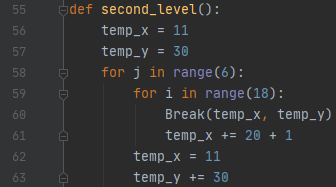 55 def second_level():
56     temp_x = 11
57     temp_y = 30
58     for j in range(6):
59         for i in range(18):
60             Break(temp_x, temp_y)
61             temp_x += 20 + 1
62         temp_x = 11
63         temp_y += 30